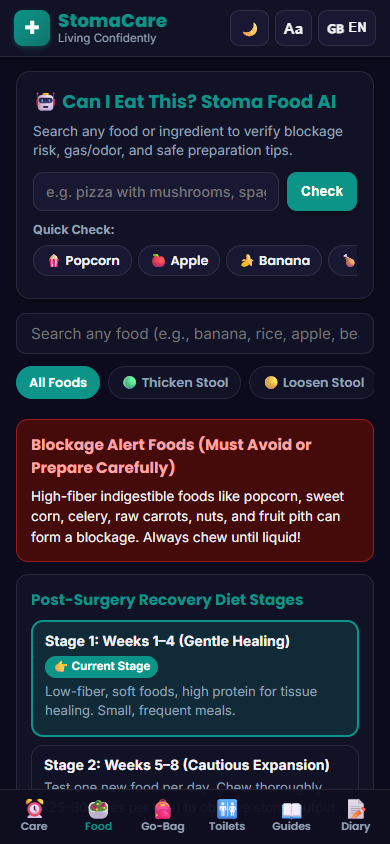 StomaCare
Living Confidently
Aa
GB EN
Can I Eat This? Stoma Food AI
Search any food or ingredient to verify blockage
risk, gas/odor, and safe preparation tips.
e.g. pizza with mushrooms, spag
Check
Quick Check:
Popcorn
Apple
Banana
Search any food (e.g., banana, rice, apple, be
All Foods
Thicken Stool
Loosen Stool
Blockage Alert Foods (Must Avoid or
Prepare Carefully)
High-fiber indigestible foods like popcorn, sweet
corn, celery, raw carrots, nuts, and fruit pith can
form a blockage. Always chew until liquid!
Post-Surgery Recovery Diet Stages
Stage 1: Weeks 1–4 (Gentle Healing)
Current Stage
Low-fiber, soft foods, high protein for tissue
healing. Small, frequent meals.
Stage 2: Weeks 5–8 (Cautious Expansion)
Test one new food per day. Chew thoroughly
Care
Food
Go-Bag
Toilets
Guides
Diary